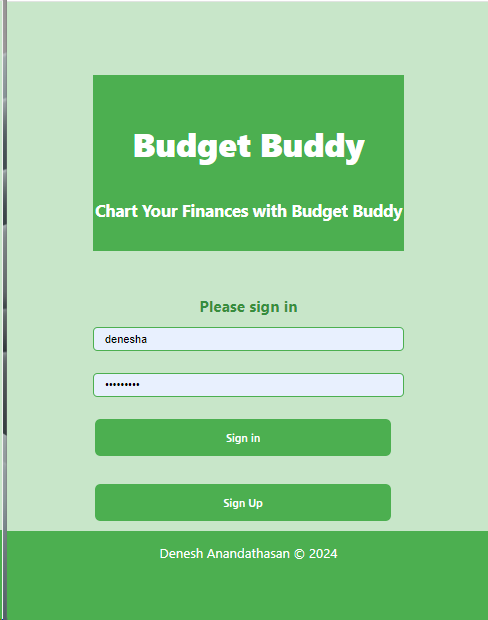 Budget Buddy
Chart Your Finances with Budget Buddy
Please sign in
denesha
•••••••••
Sign in
Sign Up
Denesh Anandathasan © 2024